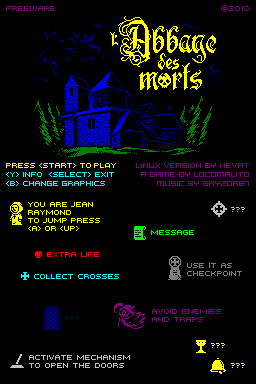 FREEWARE ©2010
L'Abbaye
des
morts
PRESS <START> TO PLAY
<Y> INFO <SELECT> EXIT
<B> CHANGE GRAPHICS
LINUX VERSION BY NEVAT
A GAME BY LOCOMALITO
MUSIC BY GRYZOR87
YOU ARE JEAN
RAYMOND
TO JUMP PRESS
<A> OR <UP>
???
MESSAGE
EXTRA LIFE
COLLECT CROSSES
USE IT AS
CHECKPOINT
???
AVOID ENEMIES
AND TRAPS
ACTIVATE MECHANISM
TO OPEN THE DOORS
???
???